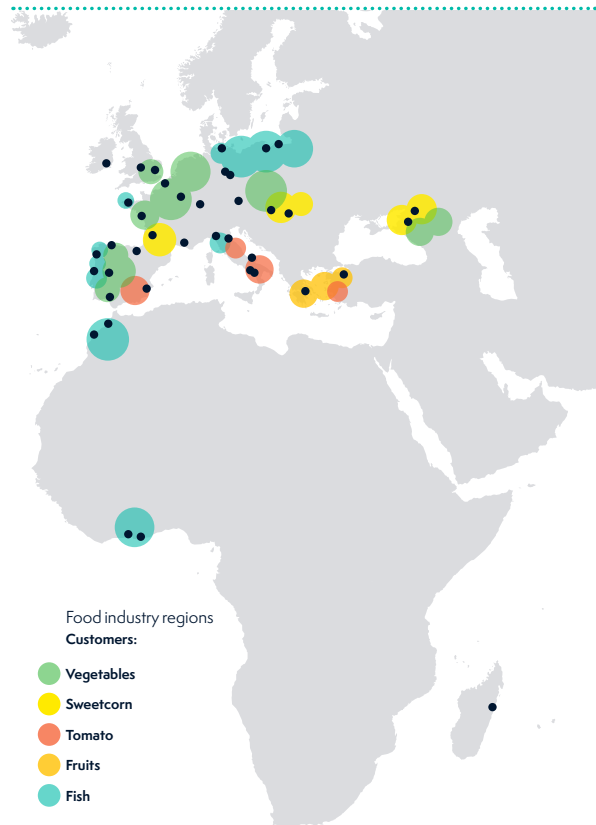 Food industry regions
Customers:
Vegetables
Sweetcorn
Tomato
Fruits
Fish